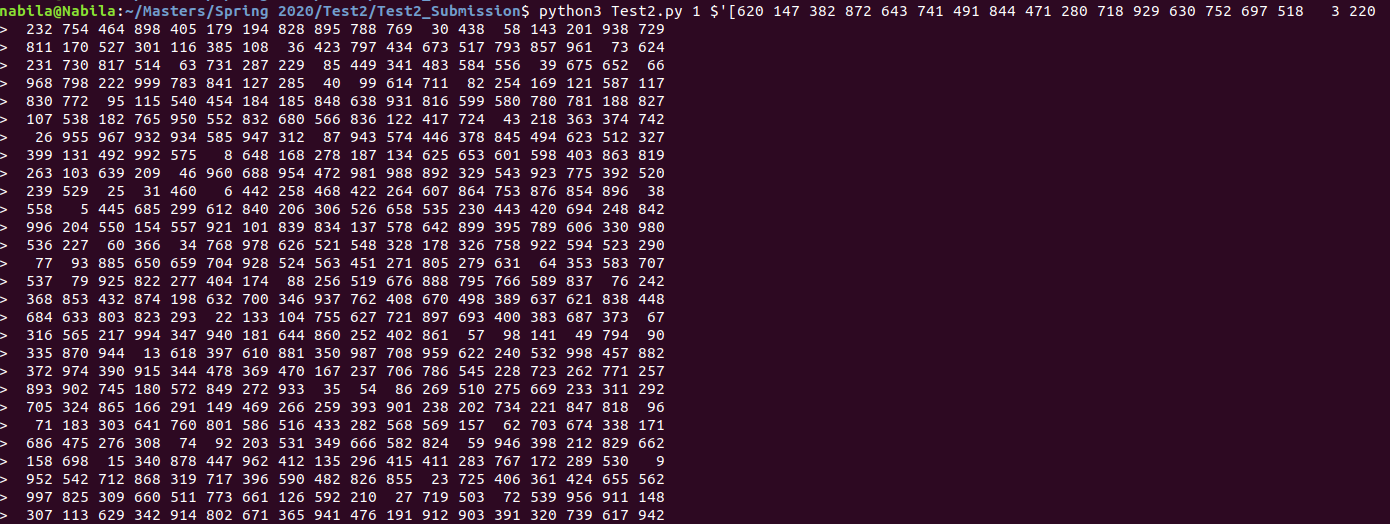 nabila@Nabila:~/Masters/Spring 2020/Test2/Test2_Submission$ python3 Test2.py 1 $'[620 147 382 872 643 741 491 844 471 280 718 929 630 752 697 518   3 220
>  232 754 464 898 405 179 194 828 895 788 769  30 438  58 143 201 938 729
>  811 170 527 301 116 385 108  36 423 797 434 673 517 793 857 961  73 624
>  231 730 817 514  63 731 287 229  85 449 341 483 584 556  39 675 652  66
>  968 798 222 999 783 841 127 285  40  99 614 711  82 254 169 121 587 117
>  830 772  95 115 540 454 184 185 848 638 931 816 599 580 780 781 188 827
>  107 538 182 765 950 552 832 680 566 836 122 417 724  43 218 363 374 742
>   26 955 967 932 934 585 947 312  87 943 574 446 378 845 494 623 512 327
>  399 131 492 992 575   8 648 168 278 187 134 625 653 601 598 403 863 819
>  263 103 639 209  46 960 688 954 472 981 988 892 329 543 923 775 392 520
>  239 529  25  31 460   6 442 258 468 422 264 607 864 753 876 854 896  38
>  558   5 445 685 299 612 840 206 306 526 658 535 230 443 420 694 248 842
>  996 204 550 154 557 921 101 839 834 137 578 642 899 395 789 606 330 980
>  536 227  60 366  34 768 978 626 521 548 328 178 326 758 922 594 523 290
>   77  93 885 650 659 704 928 524 563 451 271 805 279 631  64 353 583 707
>  537  79 925 822 277 404 174  88 256 519 676 888 795 766 589 837  76 242
>  368 853 432 874 198 632 700 346 937 762 408 670 498 389 637 621 838 448
>  684 633 803 823 293  22 133 104 755 627 721 897 693 400 383 687 373  67
>  316 565 217 994 347 940 181 644 860 252 402 861  57  98 141  49 794  90
>  335 870 944  13 618 397 610 881 350 987 708 959 622 240 532 998 457 882
>  372 974 390 915 344 478 369 470 167 237 706 786 545 228 723 262 771 257
>  893 902 745 180 572 849 272 933  35  54  86 269 510 275 669 233 311 292
>  705 324 865 166 291 149 469 266 259 393 901 238 202 734 221 847 818  96
>   71 183 303 641 760 801 586 516 433 282 568 569 157  62 703 674 338 171
>  686 475 276 308  74  92 203 531 349 666 582 824  59 946 398 212 829 662
>  158 698  15 340 878 447 962 412 135 296 415 411 283 767 172 289 530   9
>  952 542 712 868 319 717 396 590 482 826 855  23 725 406 361 424 655 562
>  997 825 309 660 511 773 661 126 592 210  27 719 503  72 539 956 911 148
>  307 113 629 342 914 802 671 365 941 476 191 912 903 391 320 739 617 942